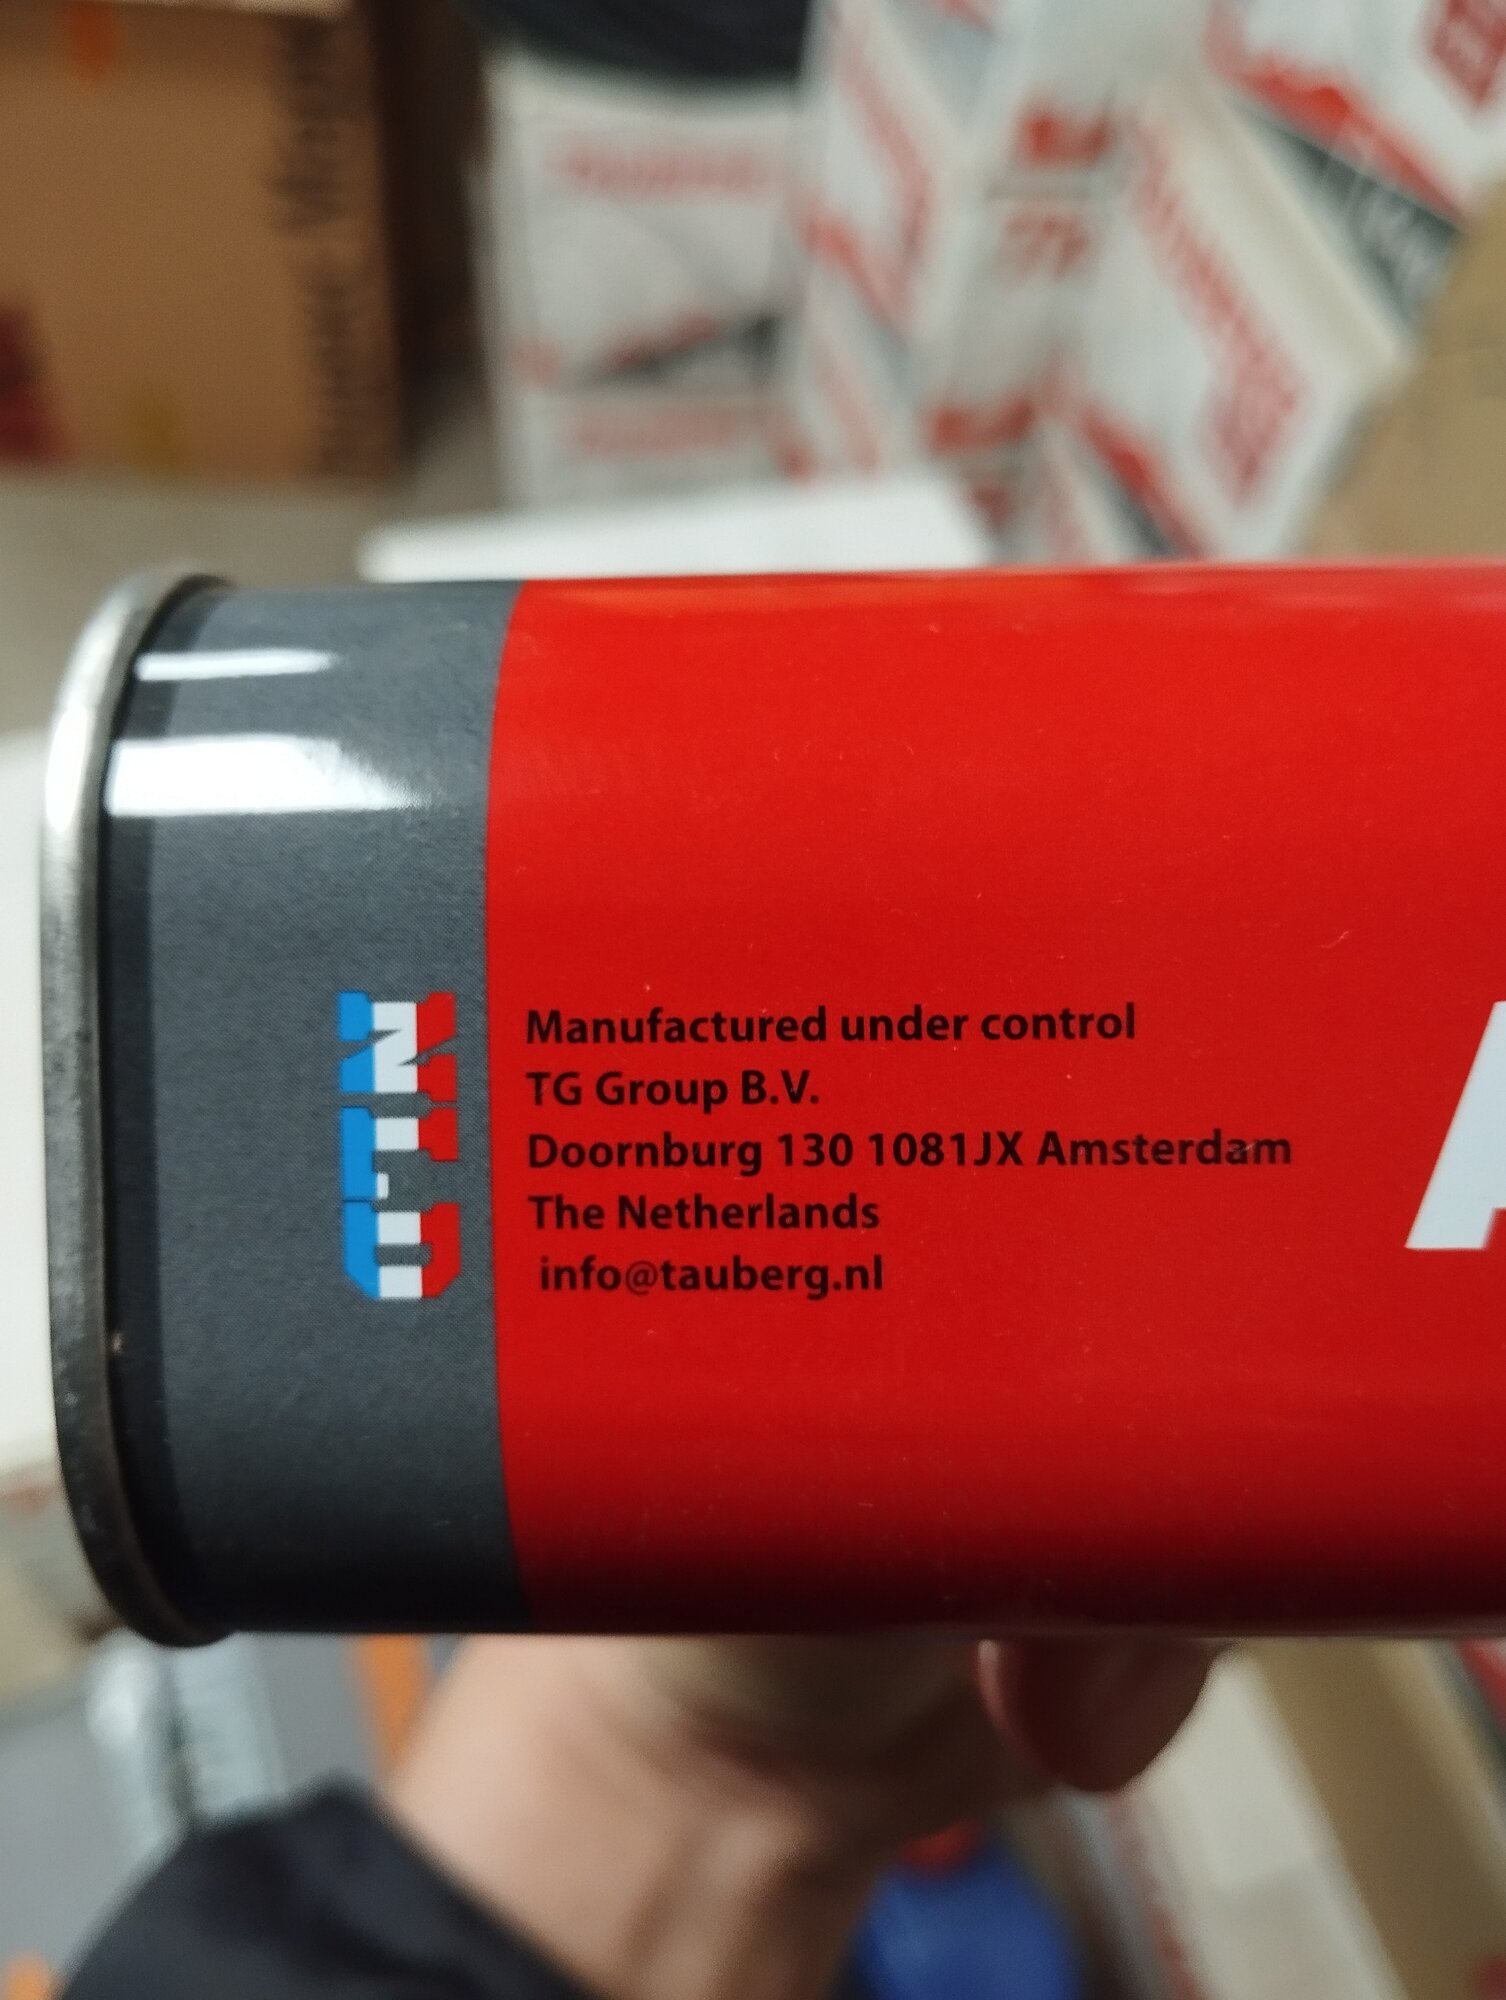 Manufactured under control
TG Group B.V.
Doornburg 130 1081JX Amsterdam
The Netherlands
info@tauberg.nl